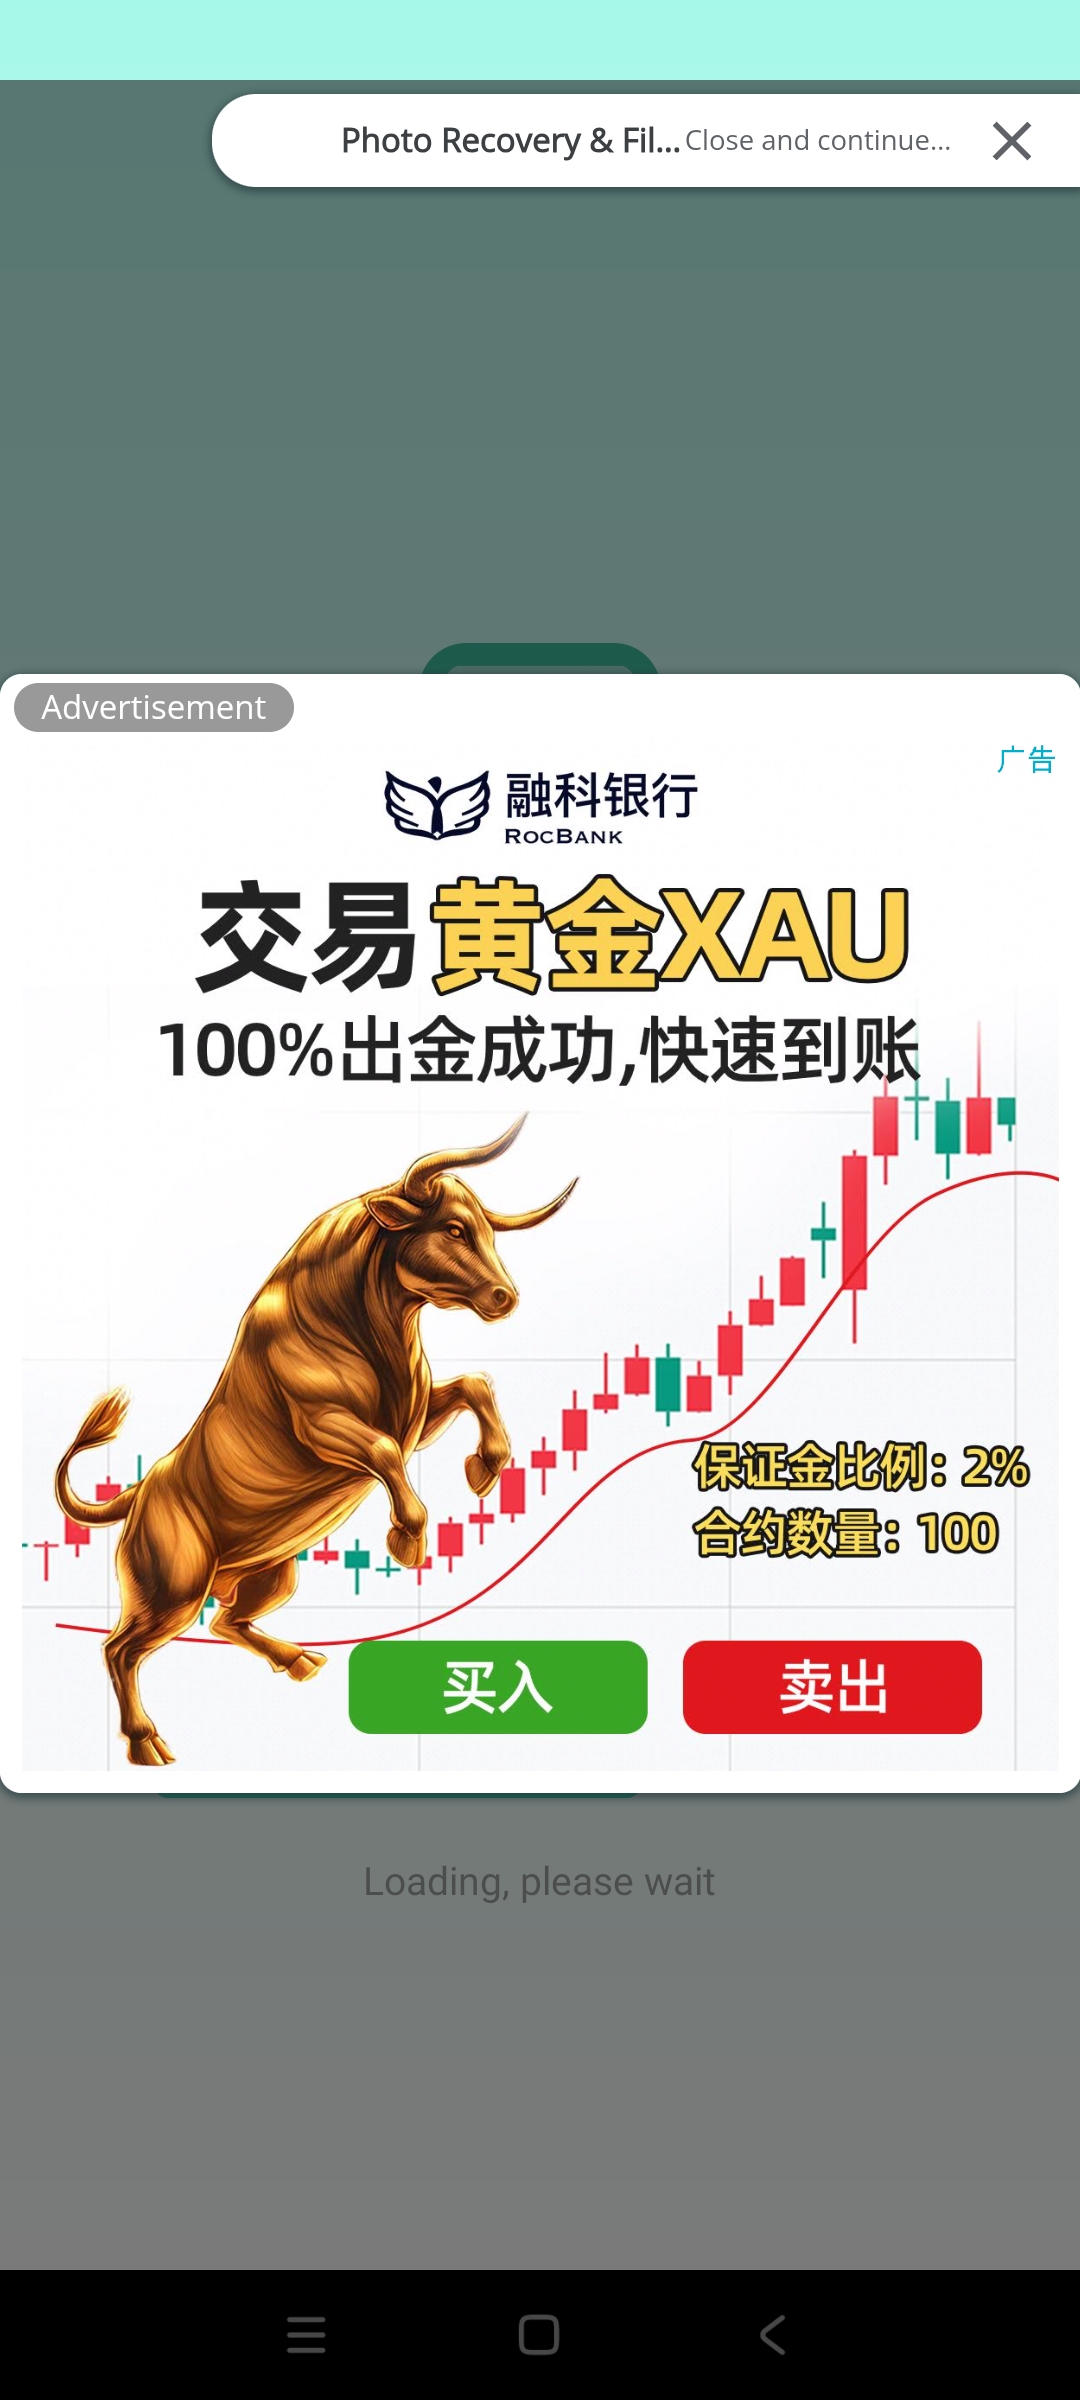 Photo Recovery & Fil... Close and continue...
Advertisement
广告
融科银行
ROCBANK
交易黄金XAU
100%出金成功,快速到账
保证金比例: 2%
合约数量: 100
买入 卖出
Loading, please wait